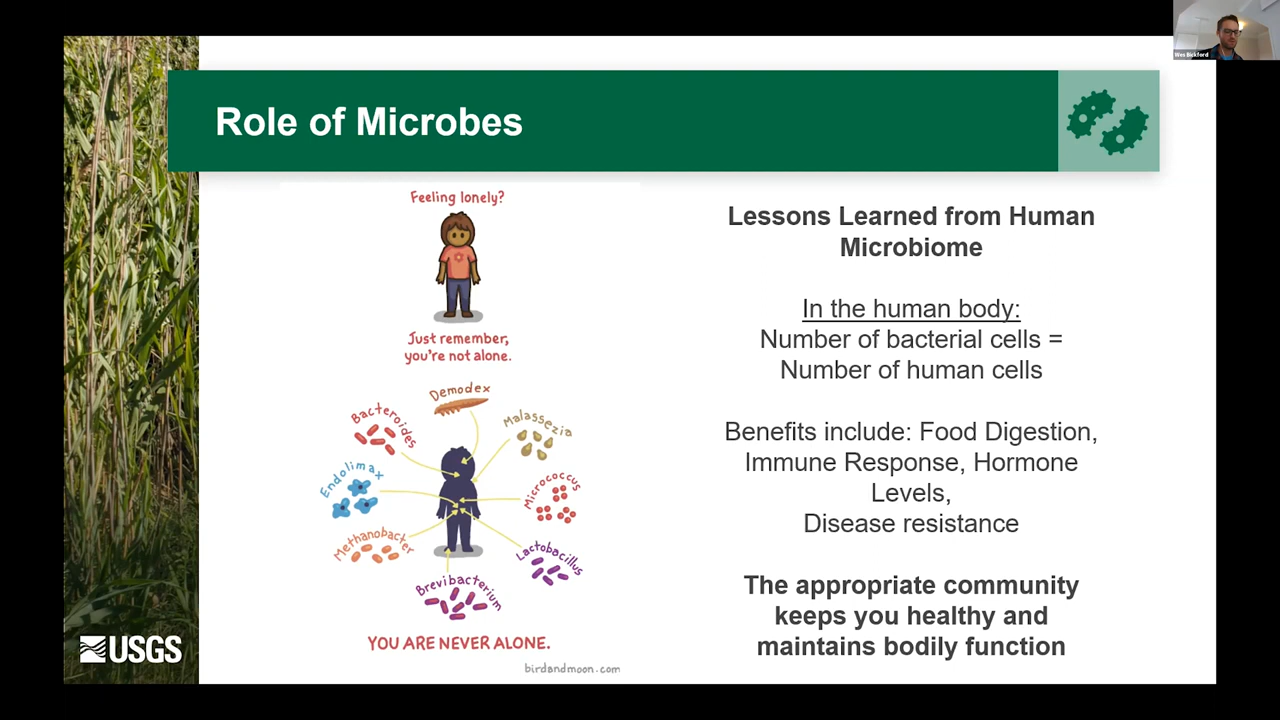 Wes Bickford
Role of Microbes
Feeling lonely?
Just remember,
you're not alone.
Demodex
Bacteroides
Malassezia
Endolimax
Micrococcus
Methanobacter
Lactobacillus
Brevibacterium
YOU ARE NEVER ALONE.
birdandmoon.com
Lessons Learned from Human
Microbiome
In the human body:
Number of bacterial cells =
Number of human cells
Benefits include: Food Digestion,
Immune Response, Hormone
Levels,
Disease resistance
The appropriate community
keeps you healthy and
maintains bodily function
USGS